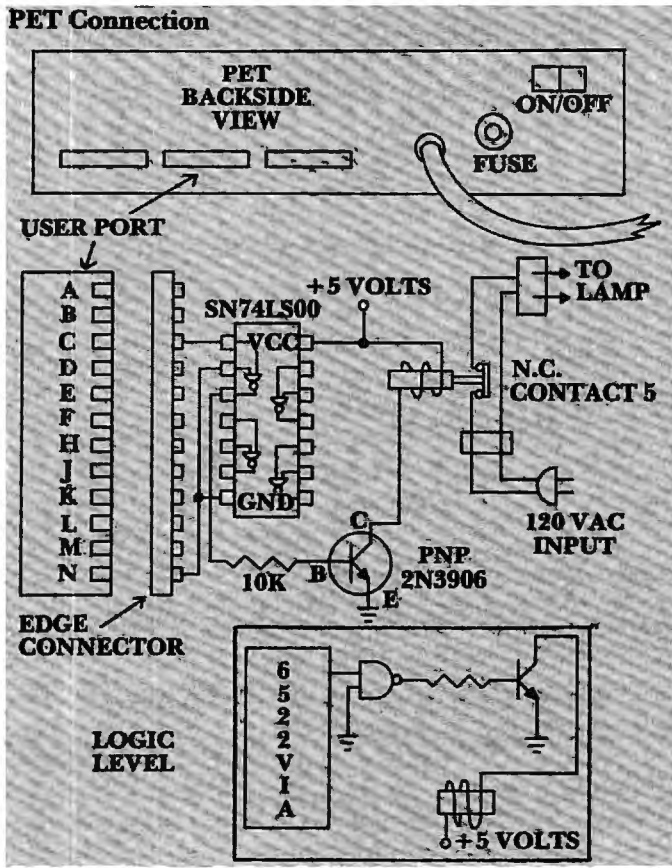 PET Connection
PET
BACKSIDE
VIEW
ON/OFF
FUSE
USER PORT
A
B
C
D
E
F
H
J
K
L
M
N
EDGE
CONNECTOR
SN74LS00
VCC
GND
+5 VOLTS
TO
LAMP
N.C.
CONTACT 5
120 VAC
INPUT
10K
B
C
E
PNP
2N3906
LOGIC
LEVEL
6
5
2
2
V
I
A
+5 VOLTS